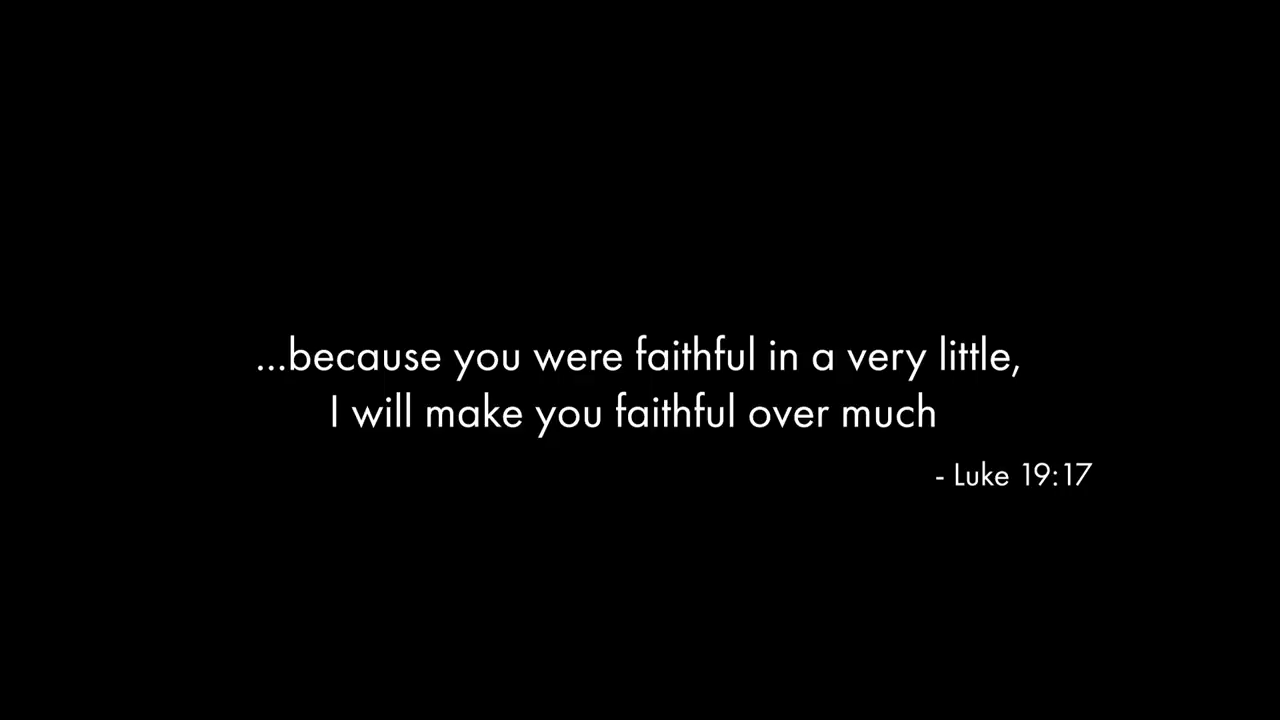 ...because you were faithful in a very little,
I will make you faithful over much
- Luke 19:17